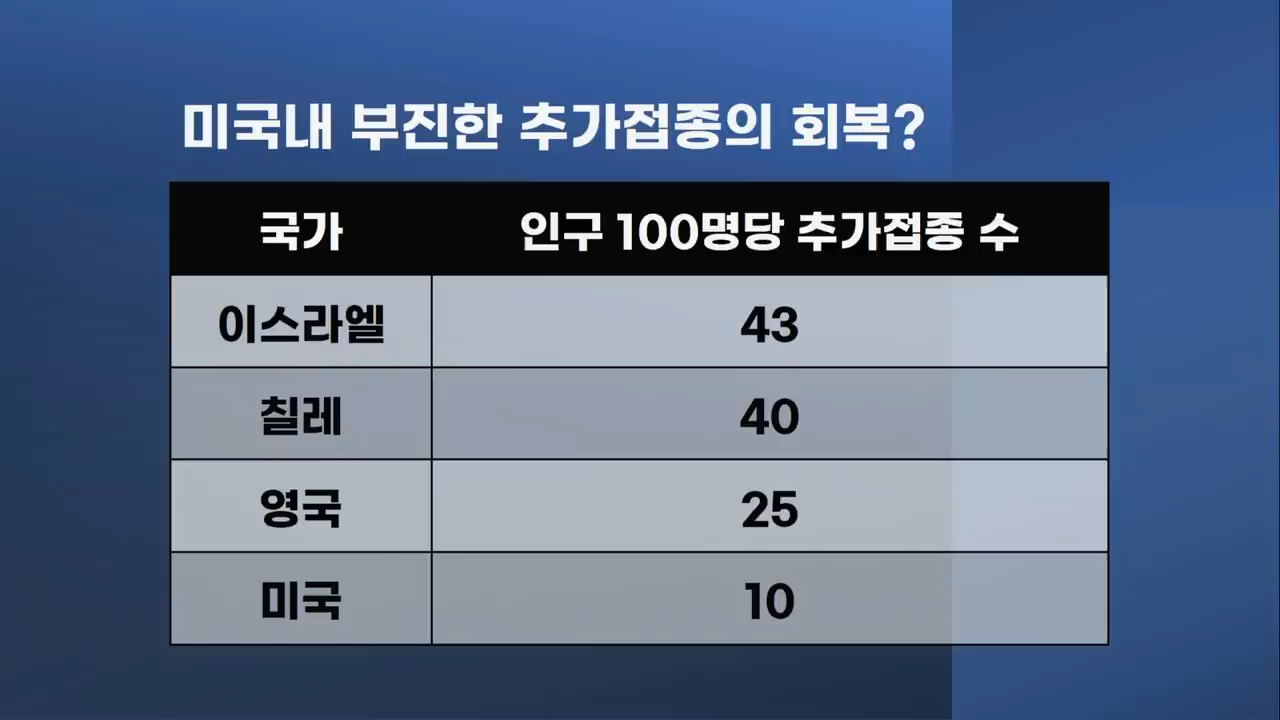 미국내 부진한 추가접종의 회복?
국가 인구 100명당 추가접종 수
이스라엘 43
칠레 40
영국 25
미국 10